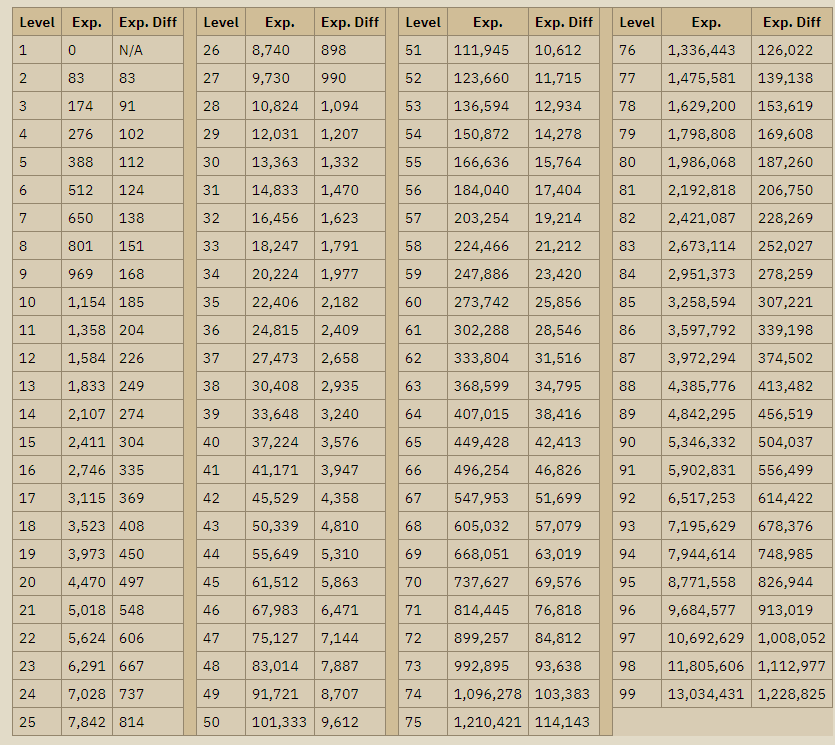 Level Exp. Exp. Diff Level Exp. Exp. Diff Level Exp. Exp. Diff Level Exp. Exp. Diff
1 0 N/A 26 8,740 898 51 111,945 10,612 76 1,336,443 126,022
2 83 83 27 9,730 990 52 123,660 11,715 77 1,475,581 139,138
3 174 91 28 10,824 1,094 53 136,594 12,934 78 1,629,200 153,619
4 276 102 29 12,031 1,207 54 150,872 14,278 79 1,798,808 169,608
5 388 112 30 13,363 1,332 55 166,636 15,764 80 1,986,068 187,260
6 512 124 31 14,833 1,470 56 184,040 17,404 81 2,192,818 206,750
7 650 138 32 16,456 1,623 57 203,254 19,214 82 2,421,087 228,269
8 801 151 33 18,247 1,791 58 224,466 21,212 83 2,673,114 252,027
9 969 168 34 20,224 1,977 59 247,886 23,420 84 2,951,373 278,259
10 1,154 185 35 22,406 2,182 60 273,742 25,856 85 3,258,594 307,221
11 1,358 204 36 24,815 2,409 61 302,288 28,546 86 3,597,792 339,198
12 1,584 226 37 27,473 2,658 62 333,804 31,516 87 3,972,294 374,502
13 1,833 249 38 30,408 2,935 63 368,599 34,795 88 4,385,776 413,482
14 2,107 274 39 33,648 3,240 64 407,015 38,416 89 4,842,295 456,519
15 2,411 304 40 37,224 3,576 65 449,428 42,413 90 5,346,332 504,037
16 2,746 335 41 41,171 3,947 66 496,254 46,826 91 5,902,831 556,499
17 3,115 369 42 45,529 4,358 67 547,953 51,699 92 6,517,253 614,422
18 3,523 408 43 50,339 4,810 68 605,032 57,079 93 7,195,629 678,376
19 3,973 450 44 55,649 5,310 69 668,051 63,019 94 7,944,614 748,985
20 4,470 497 45 61,512 5,863 70 737,627 69,576 95 8,771,558 826,944
21 5,018 548 46 67,983 6,471 71 814,445 76,818 96 9,684,577 913,019
22 5,624 606 47 75,127 7,144 72 899,257 84,812 97 10,692,629 1,008,052
23 6,291 667 48 83,014 7,887 73 992,895 93,638 98 11,805,606 1,112,977
24 7,028 737 49 91,721 8,707 74 1,096,278 103,383 99 13,034,431 1,228,825
25 7,842 814 50 101,333 9,612 75 1,210,421 114,143